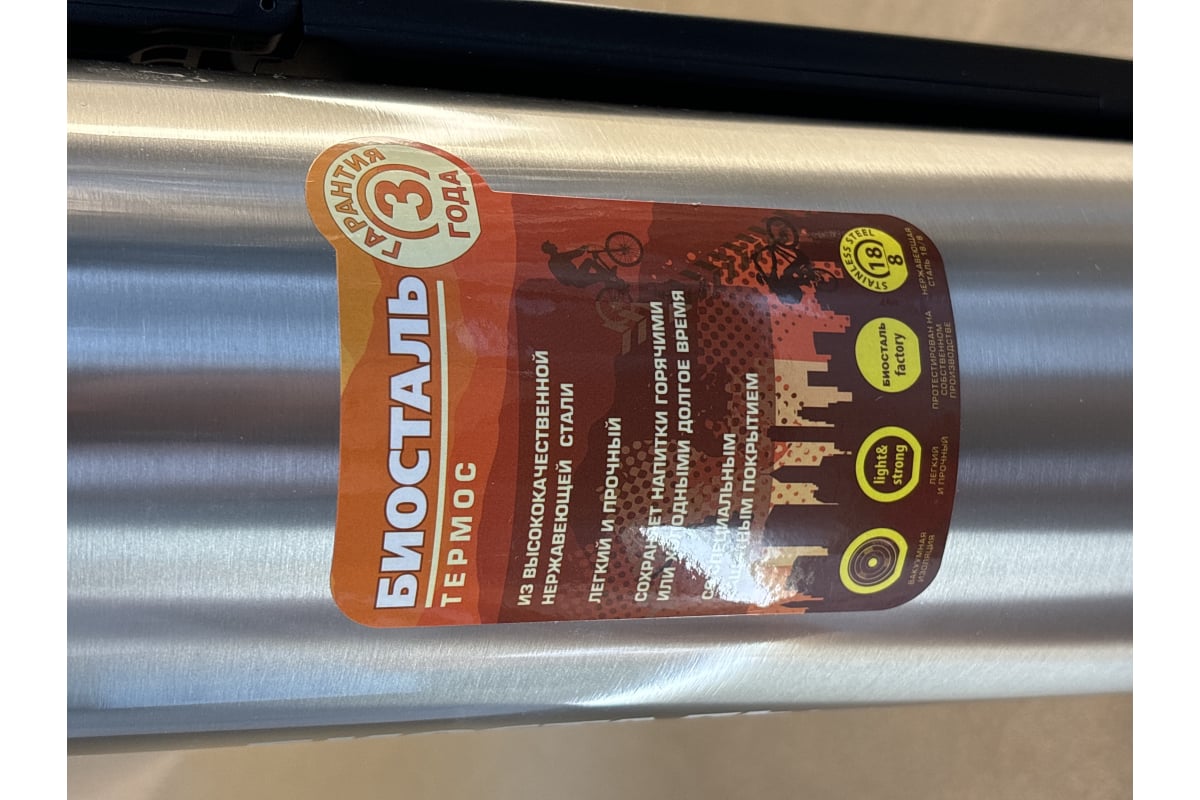 ГАРАНТИЯ
3
ГОДА
БИОСТАЛЬ
ТЕРМОС
ИЗ ВЫСОКОКАЧЕСТВЕННОЙ
НЕРЖАВЕЮЩЕЙ СТАЛИ
ЛЕГКИЙ И ПРОЧНЫЙ
СОХРАНЯЕТ НАПИТКИ ГОРЯЧИМИ
ИЛИ ХОЛОДНЫМИ ДОЛГОЕ ВРЕМЯ
СО СПЕЦИАЛЬНЫМ
ЗАЩИТНЫМ ПОКРЫТИЕМ
ВАКУУМНАЯ
ИЗОЛЯЦИЯ
light&
strong
ЛЕГКИЙ
И ПРОЧНЫЙ
БИОСТАЛЬ
factory
ПРОТЕСТИРОВАН НА
СОБСТВЕННОМ
ПРОИЗВОДСТВЕ
STAINLESS STEEL
18
8
НЕРЖАВЕЮЩАЯ
СТАЛЬ 18/8